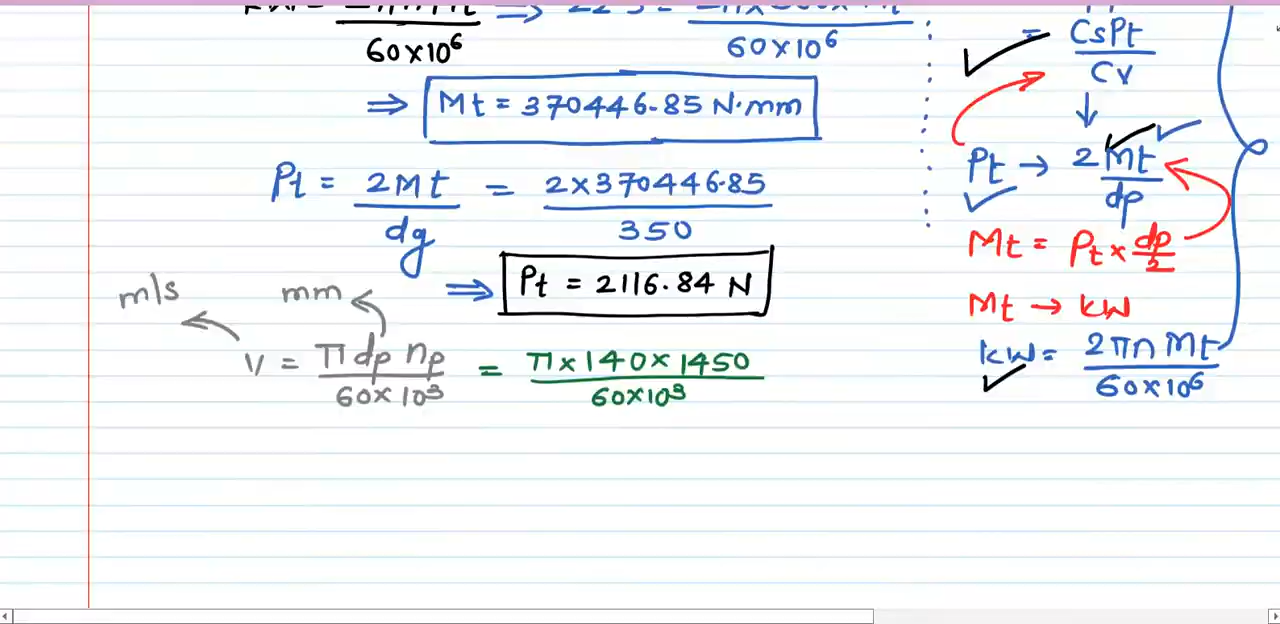 60×10⁶
60×10⁶
⇒ Mt = 370446.85 N·mm
Pt = 2Mt / dg = 2×370446.85 / 350
⇒ Pt = 2116.84 N
m/s mm
V = π dp np / 60×10³ = π×140×1450 / 60×10³
= CsPt / Cv
↓
Pt → 2Mt / dp
Mt = Pt × dp/2
Mt → kW
kW = 2πn Mt / 60×10⁶